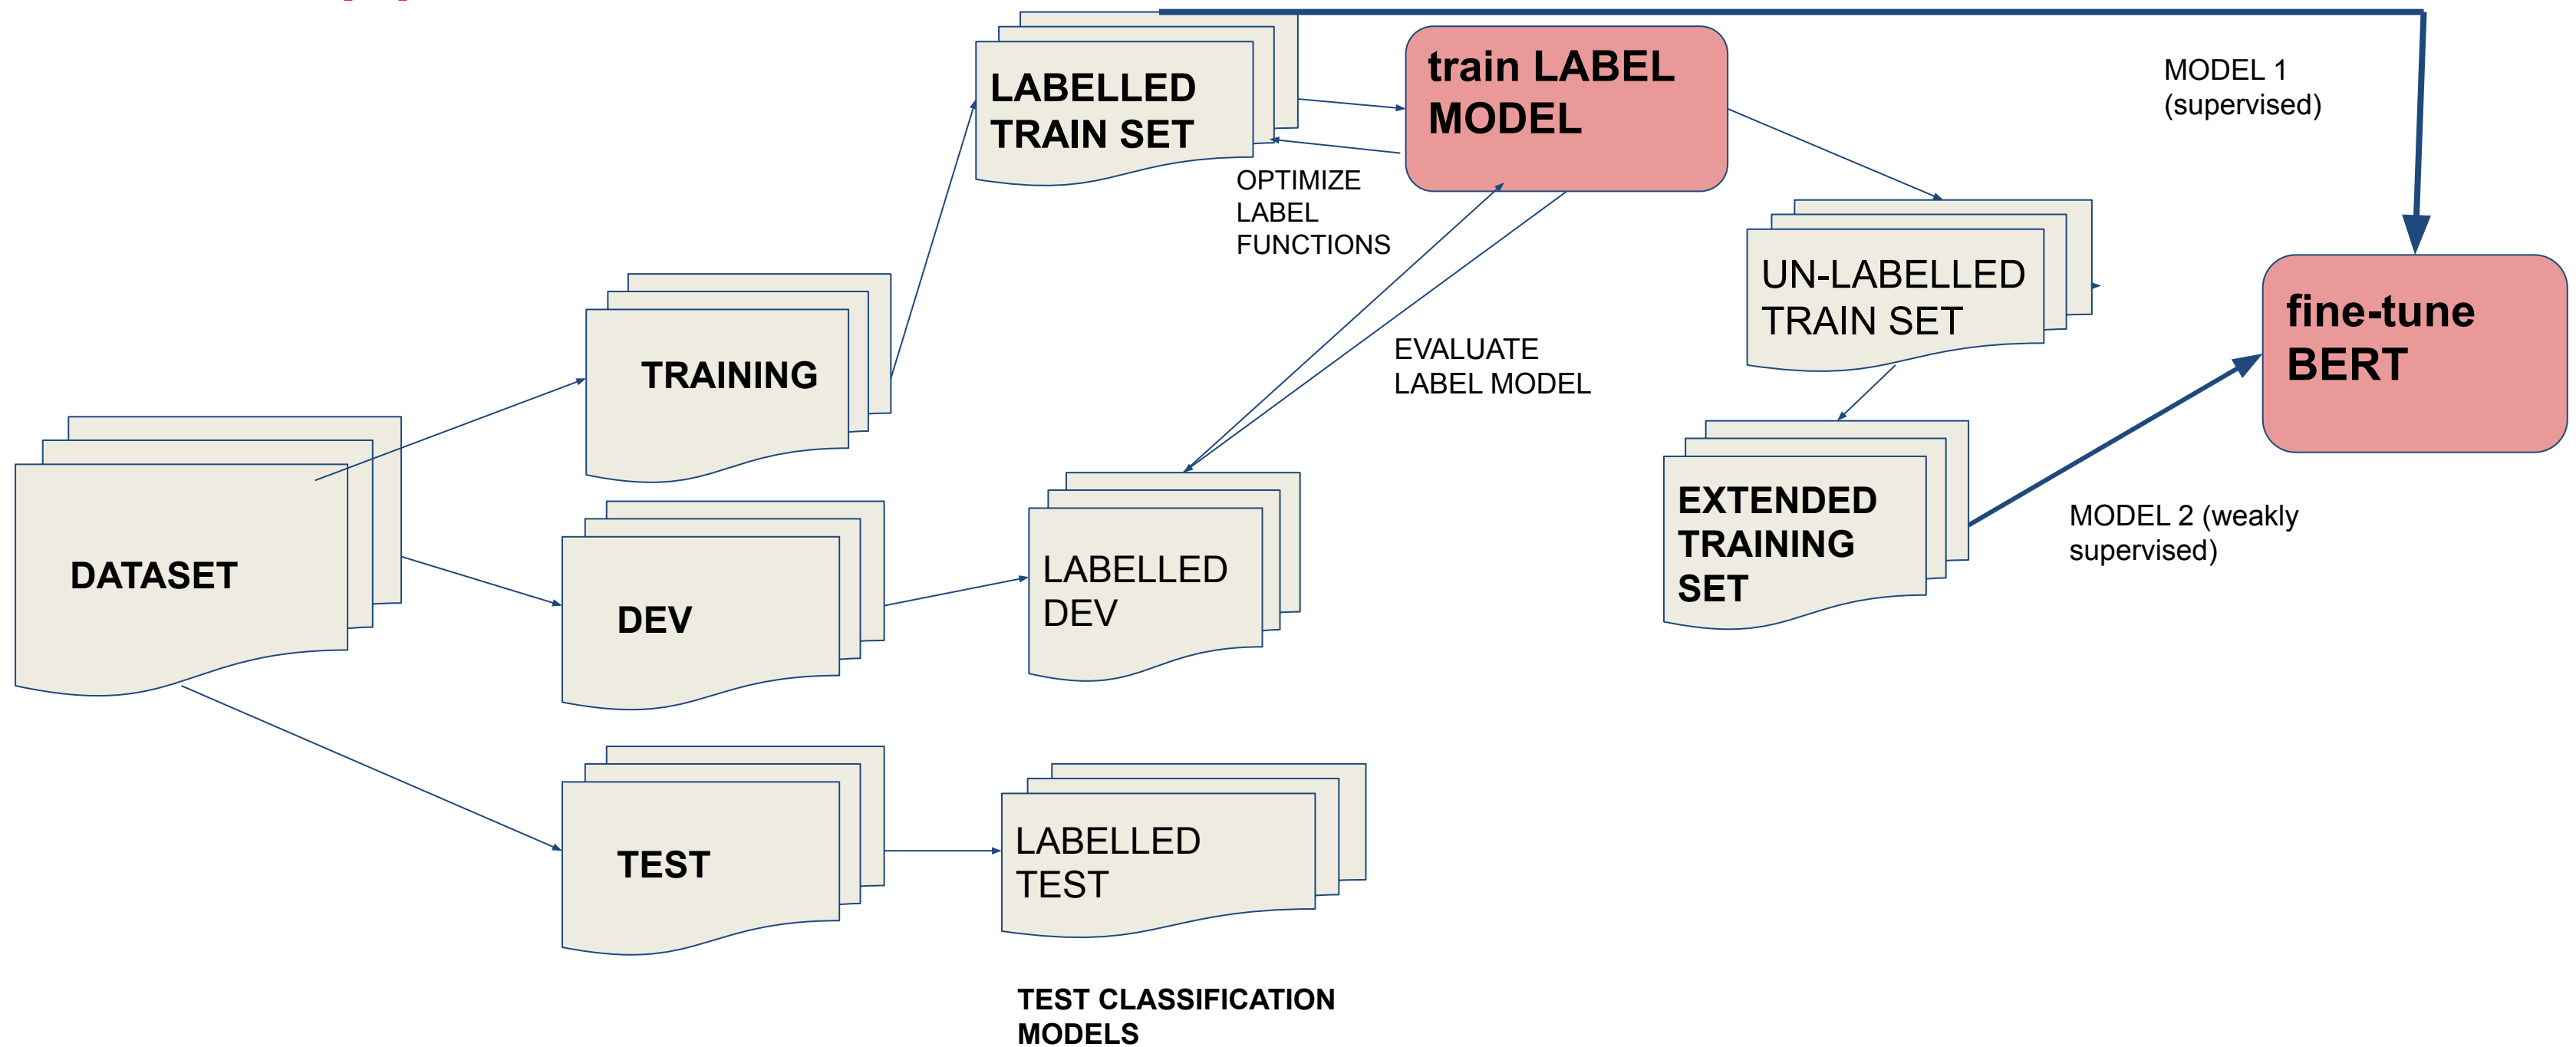 LABELLED
TRAIN SET
train LABEL
MODEL
MODEL 1
(supervised)
OPTIMIZE
LABEL
FUNCTIONS
UN-LABELLED
TRAIN SET
fine-tune
BERT
TRAINING
EVALUATE
LABEL MODEL
EXTENDED
TRAINING
SET
MODEL 2 (weakly
supervised)
DATASET
DEV
LABELLED
DEV
TEST
LABELLED
TEST
TEST CLASSIFICATION
MODELS